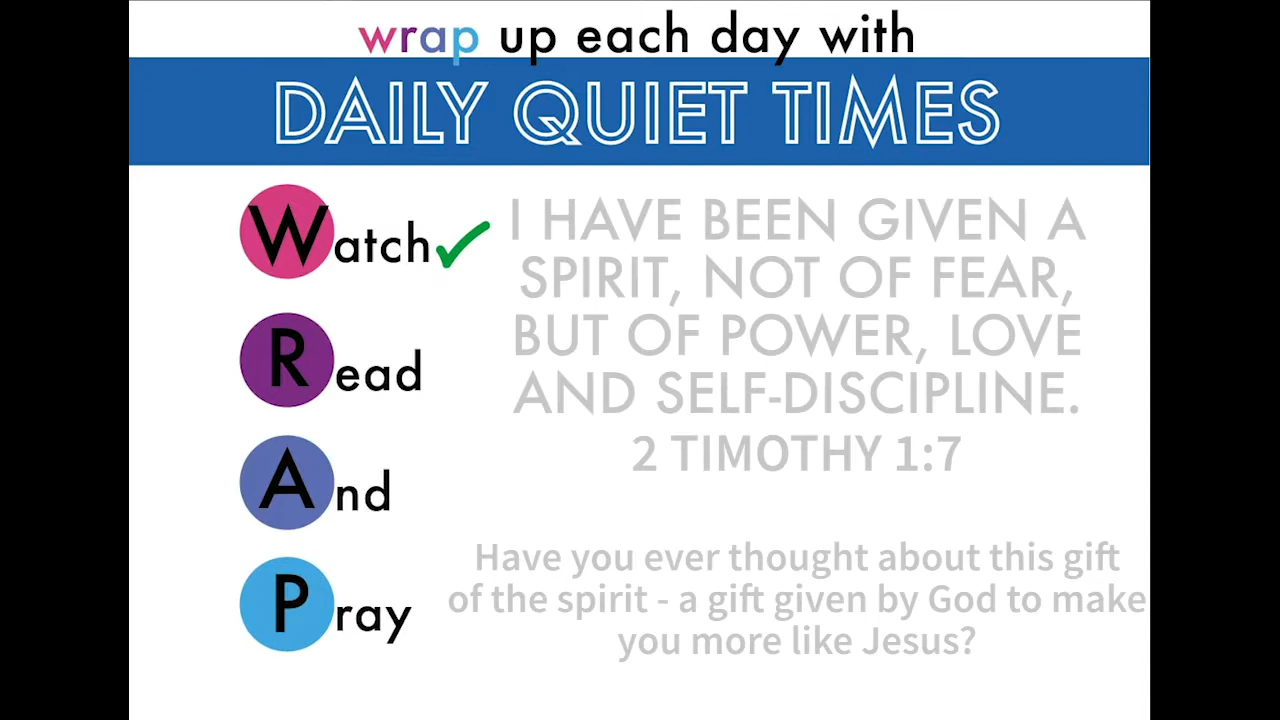 wrap up each day with
DAILY QUIET TIMES
Watch
Read
And
Pray
I HAVE BEEN GIVEN A
SPIRIT, NOT OF FEAR,
BUT OF POWER, LOVE
AND SELF-DISCIPLINE.
2 TIMOTHY 1:7
Have you ever thought about this gift
of the spirit - a gift given by God to make
you more like Jesus?